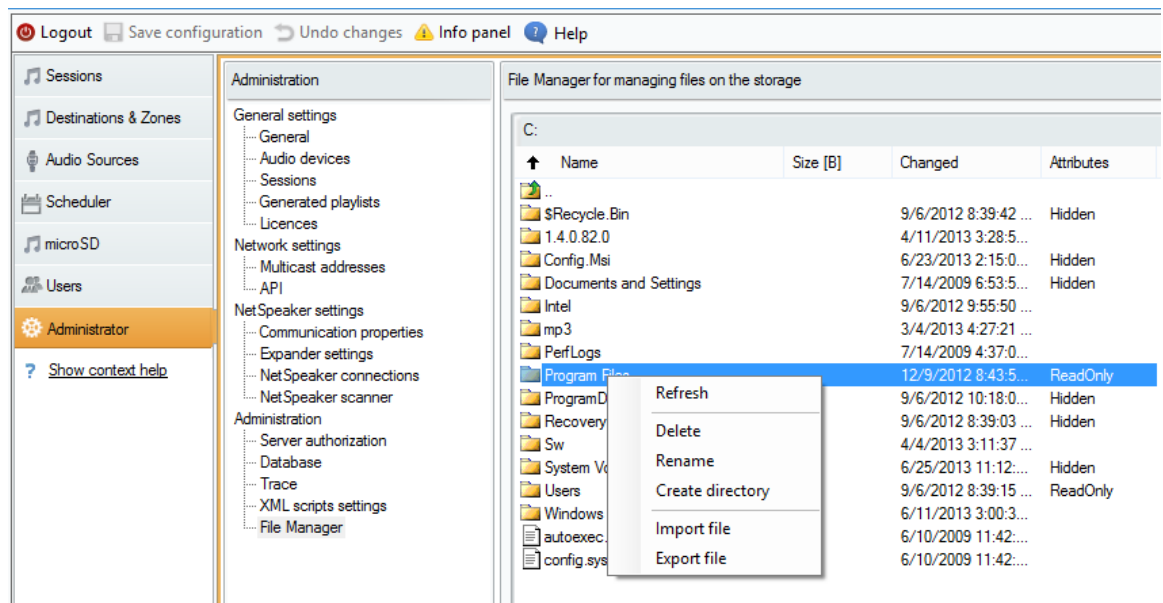 Logout Save configuration Undo changes Info panel Help
Sessions
Destinations & Zones
Audio Sources
Scheduler
microSD
Users
Administrator
? Show context help
Administration
General settings
General
Audio devices
Sessions
Generated playlists
Licences
Network settings
Multicast addresses
API
NetSpeaker settings
Communication properties
Expander settings
NetSpeaker connections
NetSpeaker scanner
Administration
Server authorization
Database
Trace
XML scripts settings
File Manager
File Manager for managing files on the storage
C:
Name Size [B] Changed Attributes
..
$Recycle.Bin 9/6/2012 8:39:42 ... Hidden
1.4.0.82.0 4/11/2013 3:28:5...
Config.Msi 6/23/2013 2:15:0... Hidden
Documents and Settings 7/14/2009 6:53:5... Hidden
Intel 9/6/2012 9:55:50 ...
mp3 3/4/2013 4:27:21 ...
PerfLogs 7/14/2009 4:37:0...
Program Files 12/9/2012 8:43:5... ReadOnly
ProgramD 9/6/2012 10:18:0... Hidden
Recovery 9/6/2012 8:39:03 ... Hidden
Sw 4/4/2013 3:11:37 ...
System Vo 6/25/2013 11:12:... Hidden
Users 9/6/2012 8:39:15 ... ReadOnly
Windows 6/11/2013 3:00:3...
autoexec. 6/10/2009 11:42:...
config.sys 6/10/2009 11:42:...
Refresh
Delete
Rename
Create directory
Import file
Export file